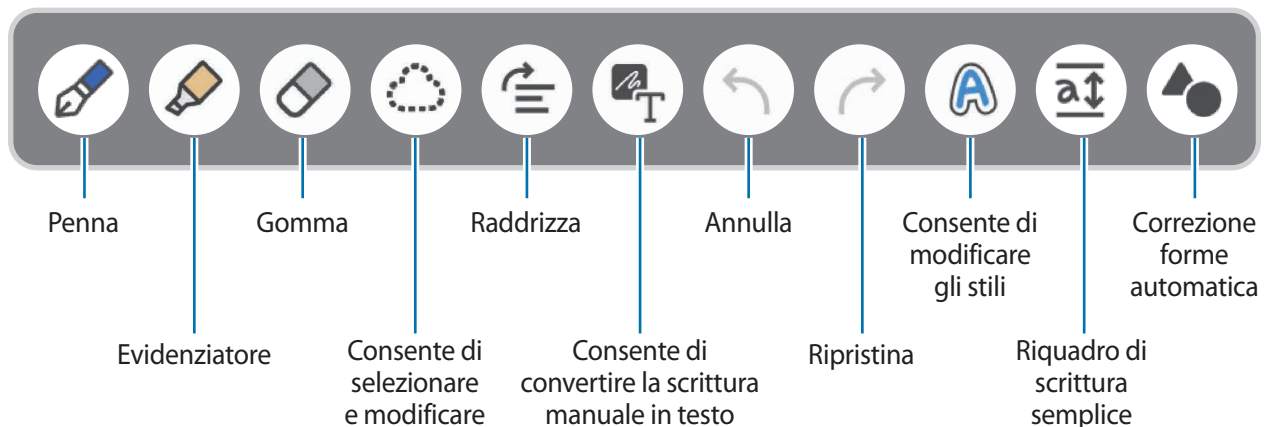 Penna
Gomma
Raddrizza
Annulla
Consente di
modificare
gli stili
Correzione
forme
automatica
Evidenziatore
Consente di
selezionare
e modificare
Consente di
convertire la scrittura
manuale in testo
Ripristina
Riquadro di
scrittura
semplice